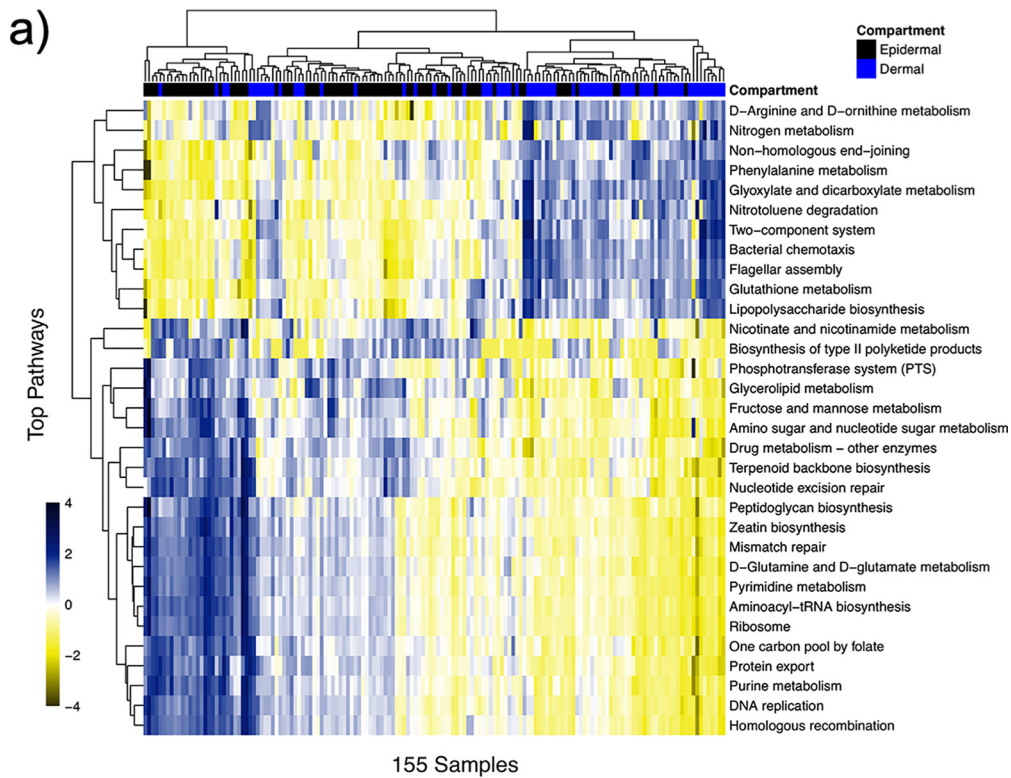 a)
Compartment
Epidermal
Dermal
Compartment
D−Arginine and D−ornithine metabolism
Nitrogen metabolism
Non−homologous end−joining
Phenylalanine metabolism
Glyoxylate and dicarboxylate metabolism
Nitrotoluene degradation
Two−component system
Bacterial chemotaxis
Flagellar assembly
Glutathione metabolism
Lipopolysaccharide biosynthesis
Nicotinate and nicotinamide metabolism
Biosynthesis of type II polyketide products
Phosphotransferase system (PTS)
Glycerolipid metabolism
Fructose and mannose metabolism
Amino sugar and nucleotide sugar metabolism
Drug metabolism − other enzymes
Terpenoid backbone biosynthesis
Nucleotide excision repair
Peptidoglycan biosynthesis
Zeatin biosynthesis
Mismatch repair
D−Glutamine and D−glutamate metabolism
Pyrimidine metabolism
Aminoacyl−tRNA biosynthesis
Ribosome
One carbon pool by folate
Protein export
Purine metabolism
DNA replication
Homologous recombination
Top Pathways
4
2
0
−2
−4
155 Samples